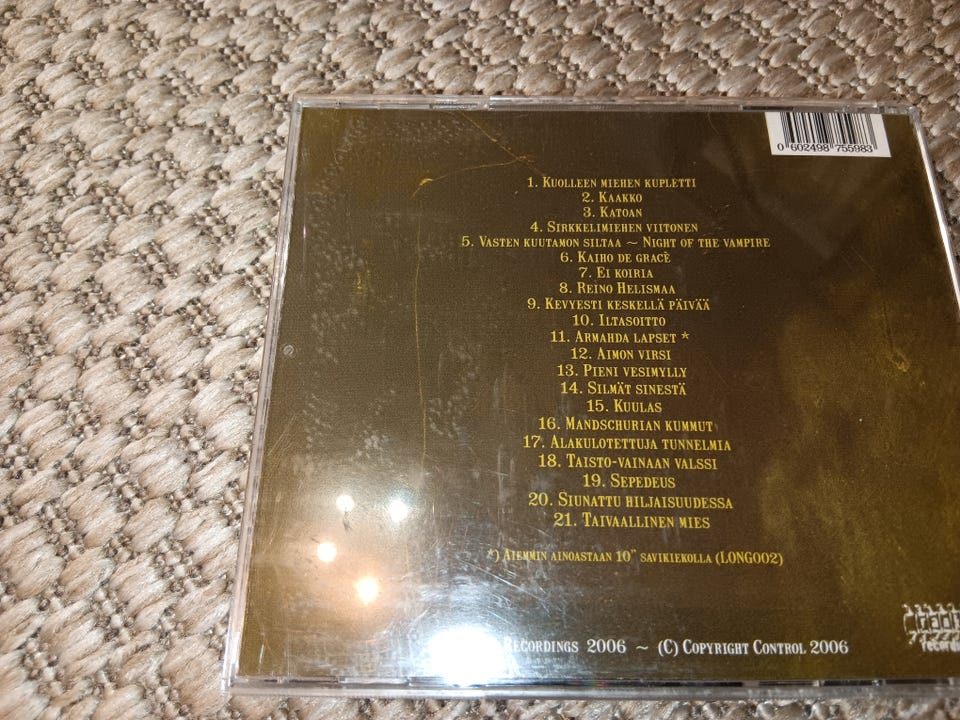 0 602498 755983
1. Kuolleen miehen kupletti
2. Kaakko
3. Katoan
4. Sirkkelimiehen viitonen
5. Vasten kuutamon siltaa ~ Night of the vampire
6. Kaiho de gracè
7. Ei koiria
8. Reino Helismaa
9. Kevyesti keskellä päivää
10. Iltasoitto
11. Armahda lapset *
12. Aimon virsi
13. Pieni vesimylly
14. Silmät sinestä
15. Kuulas
16. Mandschurian kummut
17. Alakulotettuja tunnelmia
18. Taisto-vainaan valssi
19. Sepedeus
20. Siunattu hiljaisuudessa
21. Taivaallinen mies
*) Aiemmin ainoastaan 10" savikiekolla (LONG002)
Recordings 2006 ~ (C) Copyright Control 2006